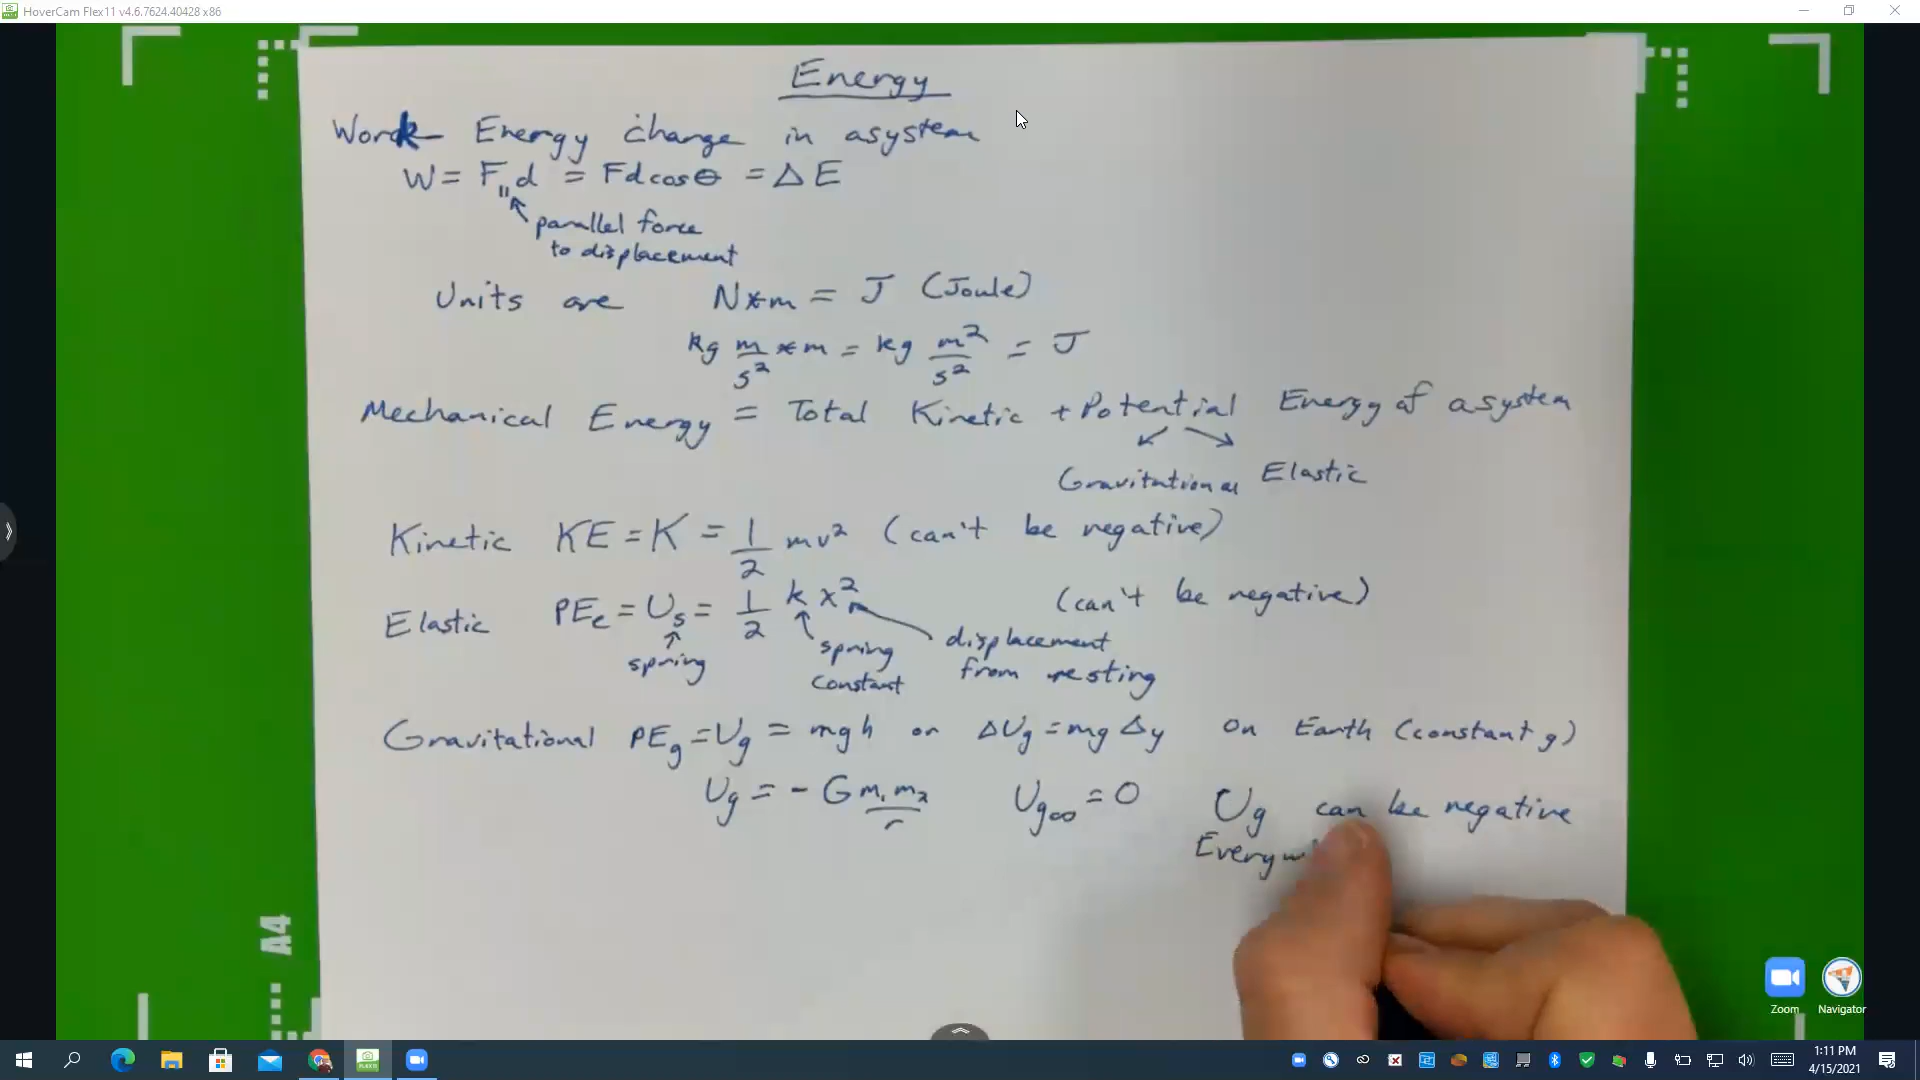 HoverCam Flex11 v4.6.7624.40428 x86
Energy
Work - Energy change in a system
W = F∥d = Fd cosθ = ΔE
parallel force
to displacement
Units are N*m = J (Joule)
kg m/s² * m = kg m²/s² = J
Mechanical Energy = Total Kinetic + Potential Energy of a system
Gravitational Elastic
Kinetic KE = K = 1/2 mv² (can't be negative)
Elastic PEe = Us = 1/2 kx² (can't be negative)
spring
spring
constant
displacement
from resting
Gravitational PEg = Ug = mgh or ΔUg = mgΔy on Earth (constant g)
Ug = - Gm₁m₂/r Ug∞ = 0 Ug can be negative
A4
Zoom
Navigator
FLEX11
1:11 PM
4/15/2021